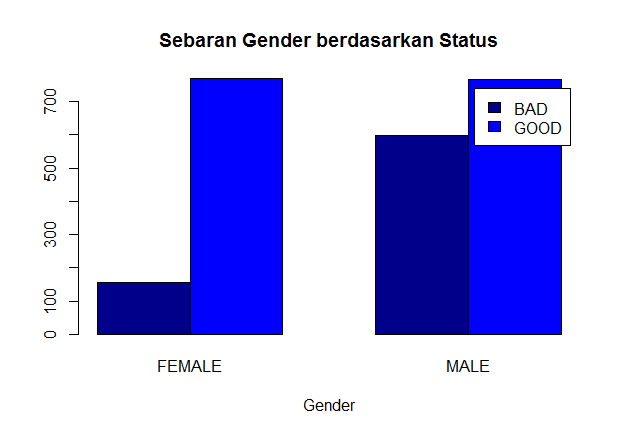 Sebaran Gender berdasarkan Status
700
500
300
100
0
BAD
GOOD
FEMALE
MALE
Gender